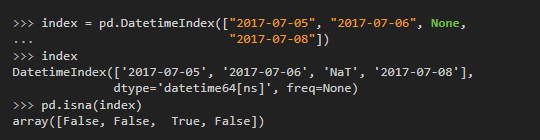 >>> index = pd.DatetimeIndex(["2017-07-05", "2017-07-06", None,
...                           "2017-07-08"])
>>> index
DatetimeIndex(['2017-07-05', '2017-07-06', 'NaT', '2017-07-08'],
              dtype='datetime64[ns]', freq=None)
>>> pd.isna(index)
array([False, False,  True, False])